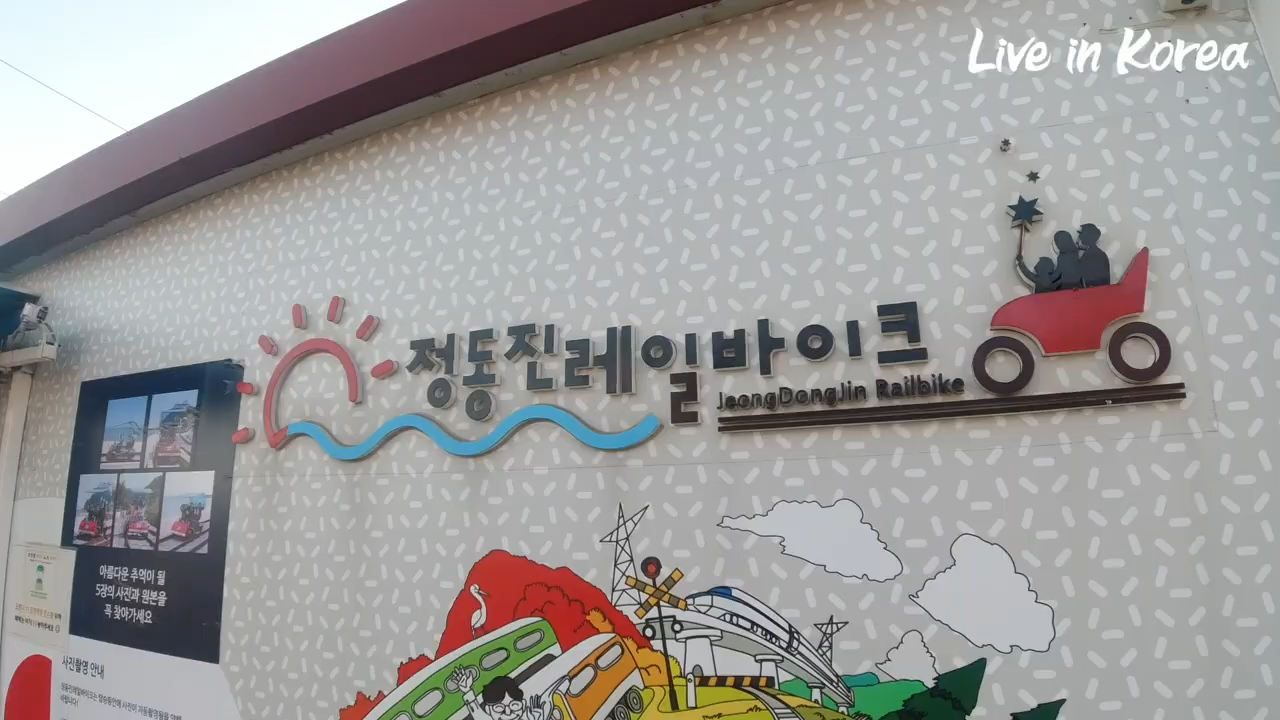 Live in Korea
정동진레일바이크
JeongDongJin Railbike
아름다운 추억이 될
5장의 사진과 원본을
꼭 찾아가세요
사진촬영 안내